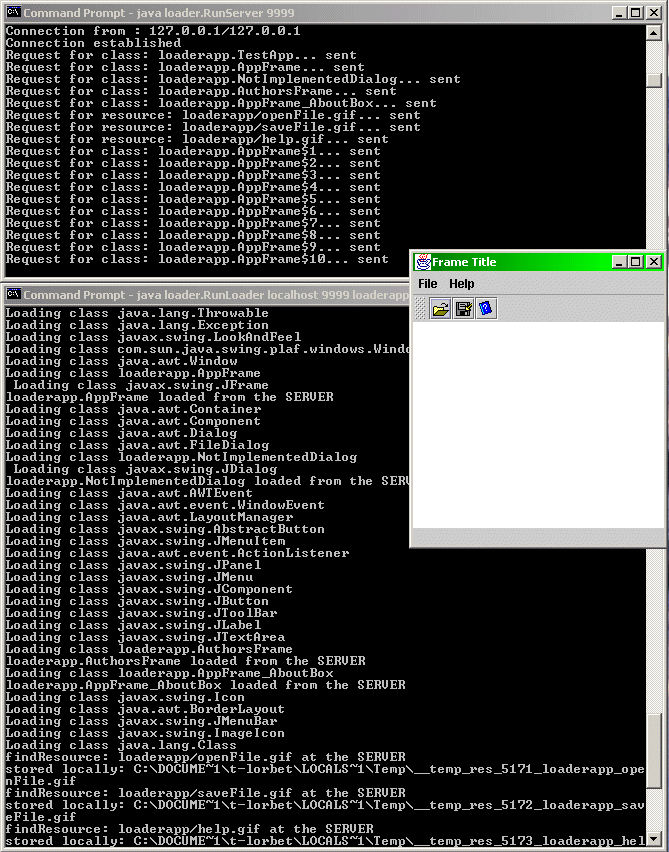 Command Prompt - java loader.RunServer 9999
Connection from : 127.0.0.1/127.0.0.1
Connection established
Request for class: loaderapp.TestApp... sent
Request for class: loaderapp.AppFrame... sent
Request for class: loaderapp.NotImplementedDialog... sent
Request for class: loaderapp.AuthorsFrame... sent
Request for class: loaderapp.AppFrame_AboutBox... sent
Request for resource: loaderapp/openFile.gif... sent
Request for resource: loaderapp/saveFile.gif... sent
Request for resource: loaderapp/help.gif... sent
Request for class: loaderapp.AppFrame$1... sent
Request for class: loaderapp.AppFrame$2... sent
Request for class: loaderapp.AppFrame$3... sent
Request for class: loaderapp.AppFrame$4... sent
Request for class: loaderapp.AppFrame$5... sent
Request for class: loaderapp.AppFrame$6... sent
Request for class: loaderapp.AppFrame$7... sent
Request for class: loaderapp.AppFrame$8... sent
Request for class: loaderapp.AppFrame$9... sent
Request for class: loaderapp.AppFrame$10... sent
Frame Title
File Help
Command Prompt - java loader.RunLoader localhost 9999 loaderapp
Loading class java.lang.Throwable
Loading class java.lang.Exception
Loading class javax.swing.LookAndFeel
Loading class com.sun.java.swing.plaf.windows.Windo
Loading class java.awt.Window
Loading class loaderapp.AppFrame
 Loading class javax.swing.JFrame
loaderapp.AppFrame loaded from the SERVER
Loading class java.awt.Container
Loading class java.awt.Component
Loading class java.awt.Dialog
Loading class java.awt.FileDialog
Loading class loaderapp.NotImplementedDialog
 Loading class javax.swing.JDialog
loaderapp.NotImplementedDialog loaded from the SERV
Loading class java.awt.AWTEvent
Loading class java.awt.event.WindowEvent
Loading class java.awt.LayoutManager
Loading class javax.swing.AbstractButton
Loading class javax.swing.JMenuItem
Loading class java.awt.event.ActionListener
Loading class javax.swing.JPanel
Loading class javax.swing.JMenu
Loading class javax.swing.JComponent
Loading class javax.swing.JButton
Loading class javax.swing.JToolBar
Loading class javax.swing.JLabel
Loading class javax.swing.JTextArea
Loading class loaderapp.AuthorsFrame
loaderapp.AuthorsFrame loaded from the SERVER
Loading class loaderapp.AppFrame_AboutBox
loaderapp.AppFrame_AboutBox loaded from the SERVER
Loading class javax.swing.Icon
Loading class java.awt.BorderLayout
Loading class javax.swing.JMenuBar
Loading class javax.swing.ImageIcon
Loading class java.lang.Class
findResource: loaderapp/openFile.gif at the SERVER
stored locally: C:\DOCUME~1\t-lorbet\LOCALS~1\Temp\__temp_res_5171_loaderapp_ope
nFile.gif
findResource: loaderapp/saveFile.gif at the SERVER
stored locally: C:\DOCUME~1\t-lorbet\LOCALS~1\Temp\__temp_res_5172_loaderapp_sav
eFile.gif
findResource: loaderapp/help.gif at the SERVER
stored locally: C:\DOCUME~1\t-lorbet\LOCALS~1\Temp\__temp_res_5173_loaderapp_hel